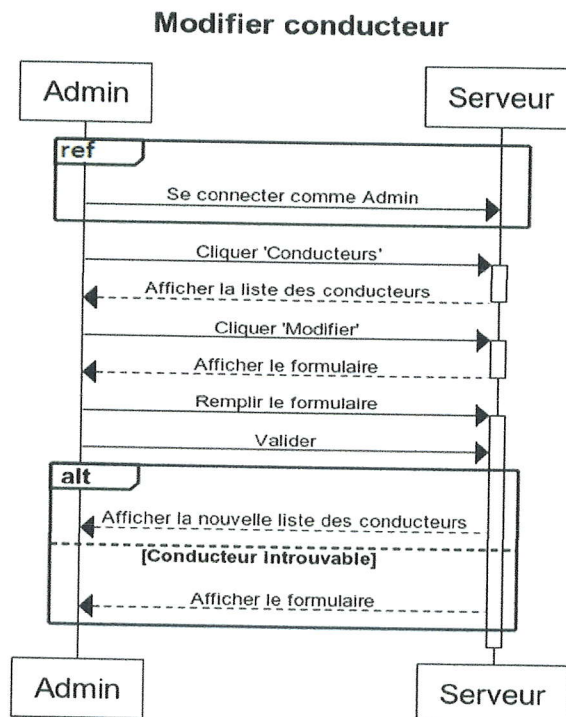 Modifier conducteur
Admin
Serveur
ref
Se connecter comme Admin
Cliquer 'Conducteurs'
Afficher la liste des conducteurs
Cliquer 'Modifier'
Afficher le formulaire
Remplir le formulaire
Valider
alt
Afficher la nouvelle liste des conducteurs
[Conducteur Introuvable]
Afficher le formulaire
Admin
Serveur